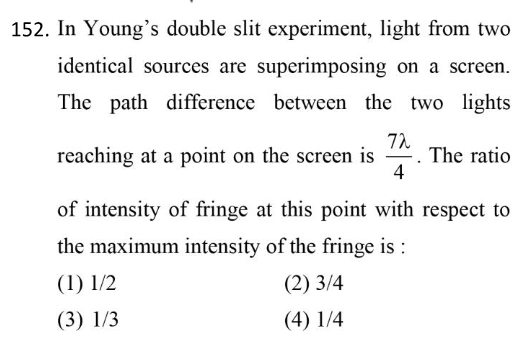 152. In Young’s double slit experiment, light from two
identical sources are superimposing on a screen.
The path difference between the two lights
reaching at a point on the screen is 7λ/4. The ratio
of intensity of fringe at this point with respect to
the maximum intensity of the fringe is :
(1) 1/2 (2) 3/4
(3) 1/3 (4) 1/4